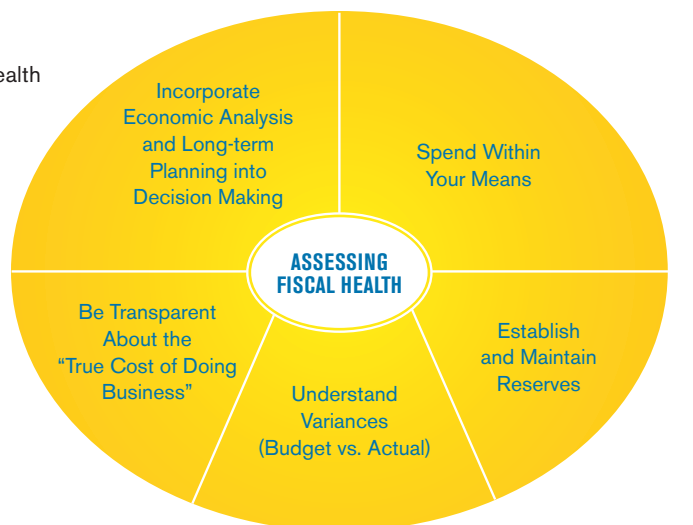 ealth
Incorporate
Economic Analysis
and Long-term
Planning into
Decision Making
Spend Within
Your Means
ASSESSING
FISCAL HEALTH
Be Transparent
About the
“True Cost of Doing
Business”
Understand
Variances
(Budget vs. Actual)
Establish
and Maintain
Reserves